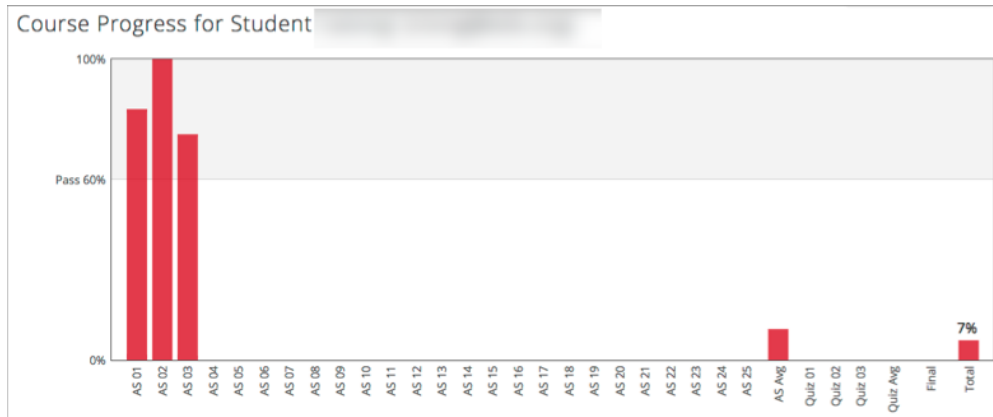 Course Progress for Student
100%
Pass 60%
7%
0%
AS 01
AS 02
AS 03
AS 04
AS 05
AS 06
AS 07
AS 08
AS 09
AS 10
AS 11
AS 12
AS 13
AS 14
AS 15
AS 16
AS 17
AS 18
AS 19
AS 20
AS 21
AS 22
AS 23
AS 24
AS 25
AS Avg
Quiz 01
Quiz 02
Quiz 03
Quiz Avg
Final
Total